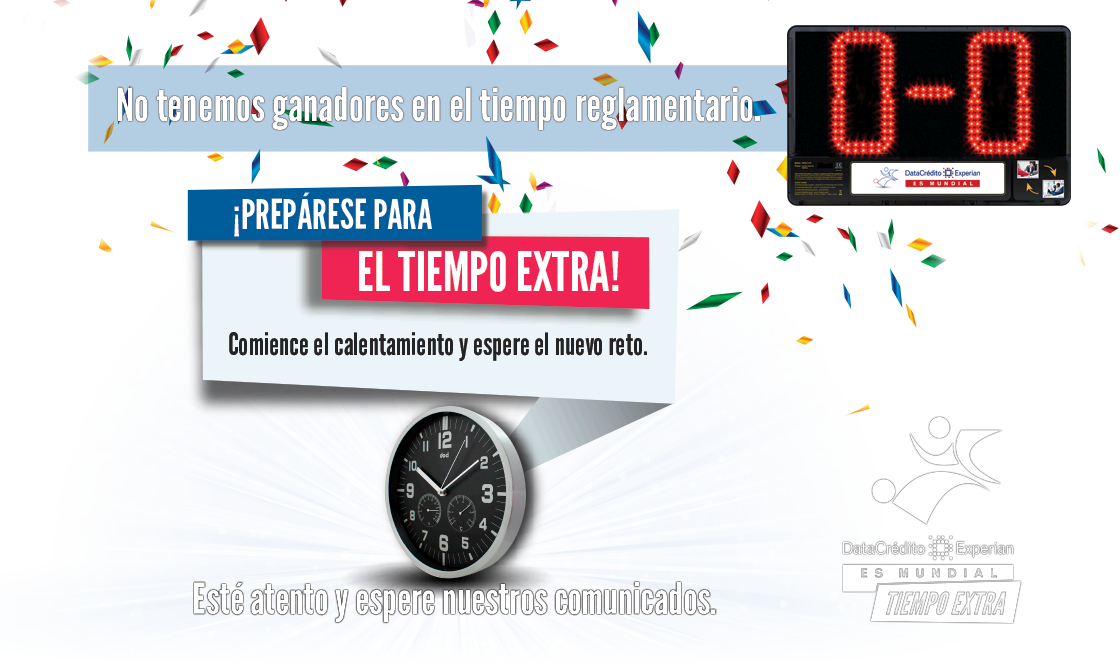 No tenemos ganadores en el tiempo reglamentario.
0-0
DataCrédito Experian
ES MUNDIAL
¡PREPÁRESE PARA
EL TIEMPO EXTRA!
Comience el calentamiento y espere el nuevo reto.
12
11 1
dod
10 2
9 3
8 4
7 5
6
Esté atento y espere nuestros comunicados.
DataCrédito Experian
ES MUNDIAL
TIEMPO EXTRA